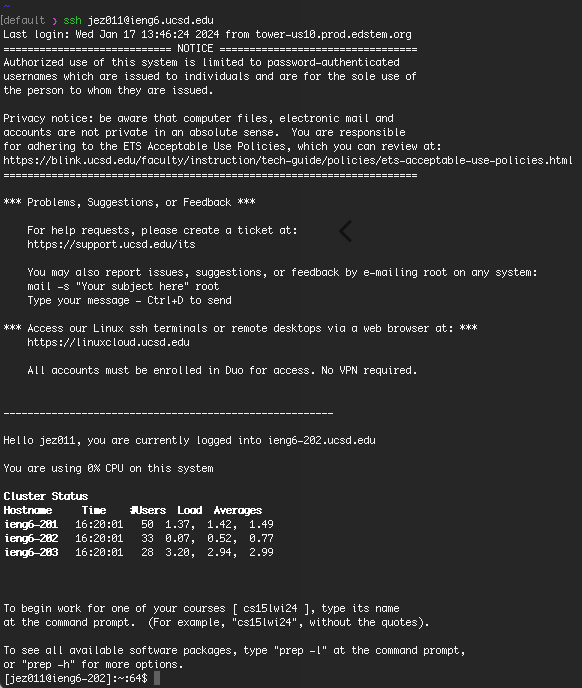 ~
[default ❯ ssh jez011@ieng6.ucsd.edu
Last login: Wed Jan 17 13:46:24 2024 from tower-us10.prod.edstem.org
============================ NOTICE =================================
Authorized use of this system is limited to password-authenticated
usernames which are issued to individuals and are for the sole use of
the person to whom they are issued.
Privacy notice: be aware that computer files, electronic mail and
accounts are not private in an absolute sense.  You are responsible
for adhering to the ETS Acceptable Use Policies, which you can review at:
https://blink.ucsd.edu/faculty/instruction/tech-guide/policies/ets-acceptable-use-policies.html
=====================================================================
*** Problems, Suggestions, or Feedback ***
For help requests, please create a ticket at:
https://support.ucsd.edu/its
You may also report issues, suggestions, or feedback by e-mailing root on any system:
mail -s "Your subject here" root
Type your message - Ctrl+D to send
*** Access our Linux ssh terminals or remote desktops via a web browser at: ***
https://linuxcloud.ucsd.edu
All accounts must be enrolled in Duo for access. No VPN required.
-------------------------------------------------------
Hello jez011, you are currently logged into ieng6-202.ucsd.edu
You are using 0% CPU on this system
Cluster Status
Hostname     Time    #Users  Load  Averages
ieng6-201   16:20:01   50  1.37,  1.42,  1.49
ieng6-202   16:20:01   33  0.07,  0.52,  0.77
ieng6-203   16:20:01   28  3.20,  2.94,  2.99
To begin work for one of your courses [ cs15lwi24 ], type its name
at the command prompt.  (For example, "cs15lwi24", without the quotes).
To see all available software packages, type "prep -l" at the command prompt,
or "prep -h" for more options.
[jez011@ieng6-202]:~:64$